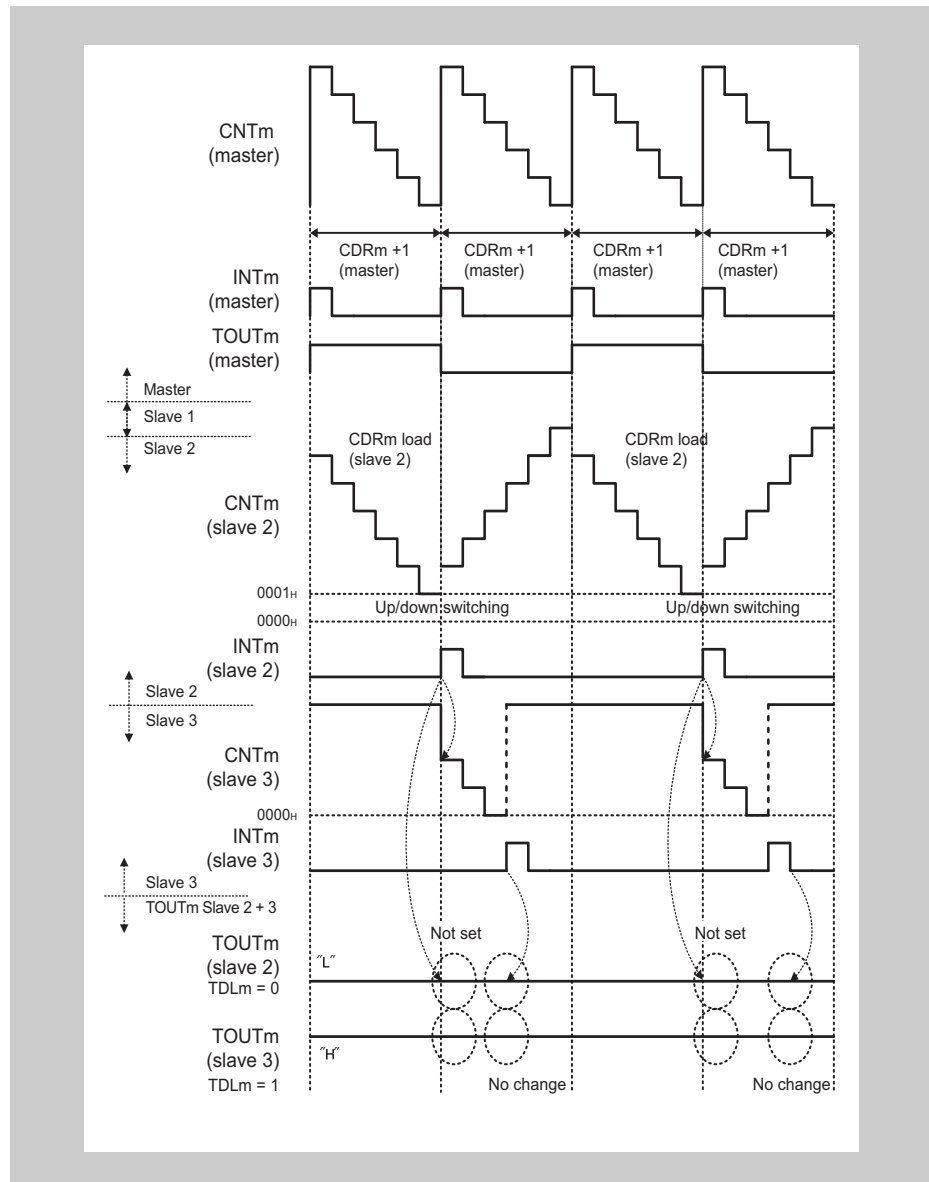 CNTm
(master)
CDRm +1
(master)
CDRm +1
(master)
CDRm +1
(master)
CDRm +1
(master)
INTm
(master)
TOUTm
(master)
Master
Slave 1
Slave 2
CDRm load
(slave 2)
CDRm load
(slave 2)
CNTm
(slave 2)
0001H
Up/down switching
Up/down switching
0000H
INTm
(slave 2)
Slave 2
Slave 3
CNTm
(slave 3)
0000H
INTm
(slave 3)
Slave 3
TOUTm Slave 2 + 3
Not set
Not set
TOUTm
(slave 2)
TDLm = 0
"L"
TOUTm
(slave 3)
TDLm = 1
"H"
No change
No change